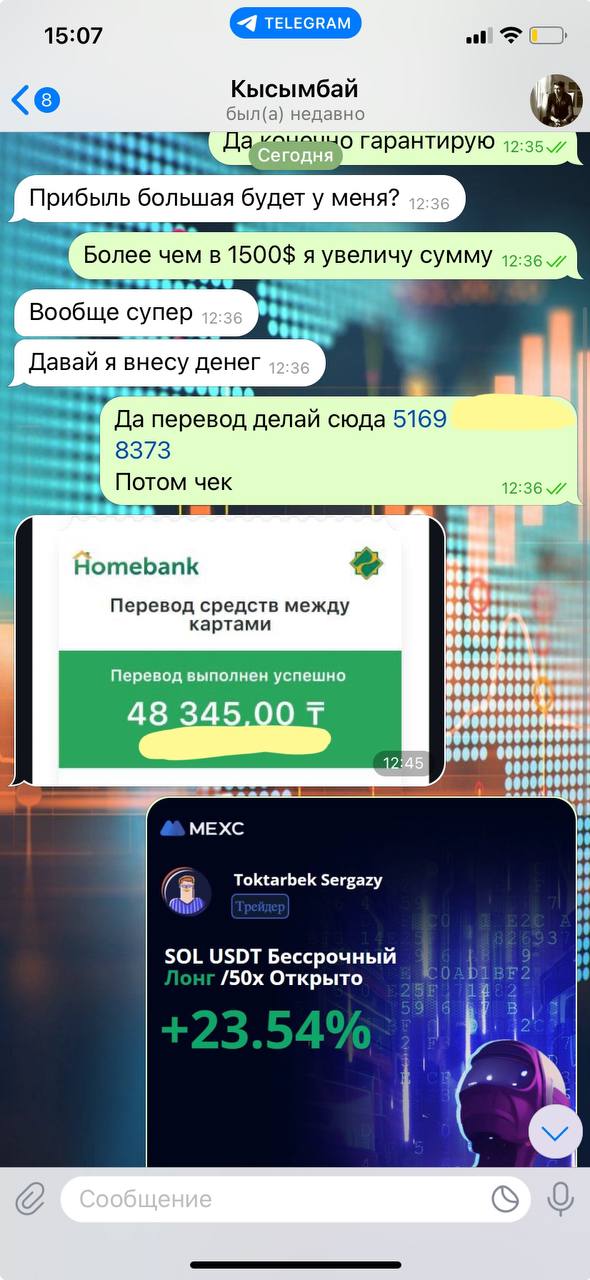 15:07
TELEGRAM
8
Кысымбай
был(а) недавно
Да конечно гарантирую 12:35
Сегодня
Прибыль большая будет у меня? 12:36
Более чем в 1500$ я увеличу сумму 12:36
Вообще супер 12:36
Давай я внесу денег 12:36
Да перевод делай сюда 5169
8373
Потом чек 12:36
Homebank
Перевод средств между
картами
Перевод выполнен успешно
48 345,00 ₸
12:45
MEXC
Toktarbek Sergazy
Трейдер
SOL USDT Бессрочный
Лонг /50x Открыто
+23.54%
Сообщение